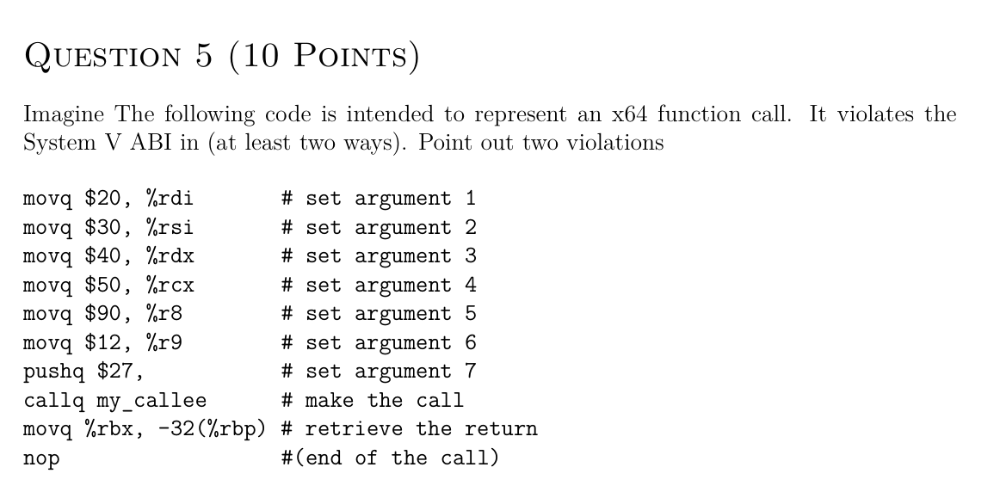 QUESTION 5 (10 POINTS)
Imagine The following code is intended to represent an x64 function call. It violates the
System V ABI in (at least two ways). Point out two violations
movq $20, %rdi       # set argument 1
movq $30, %rsi       # set argument 2
movq $40, %rdx       # set argument 3
movq $50, %rcx       # set argument 4
movq $90, %r8        # set argument 5
movq $12, %r9        # set argument 6
pushq $27,           # set argument 7
callq my_callee      # make the call
movq %rbx, -32(%rbp) # retrieve the return
nop                  #(end of the call)